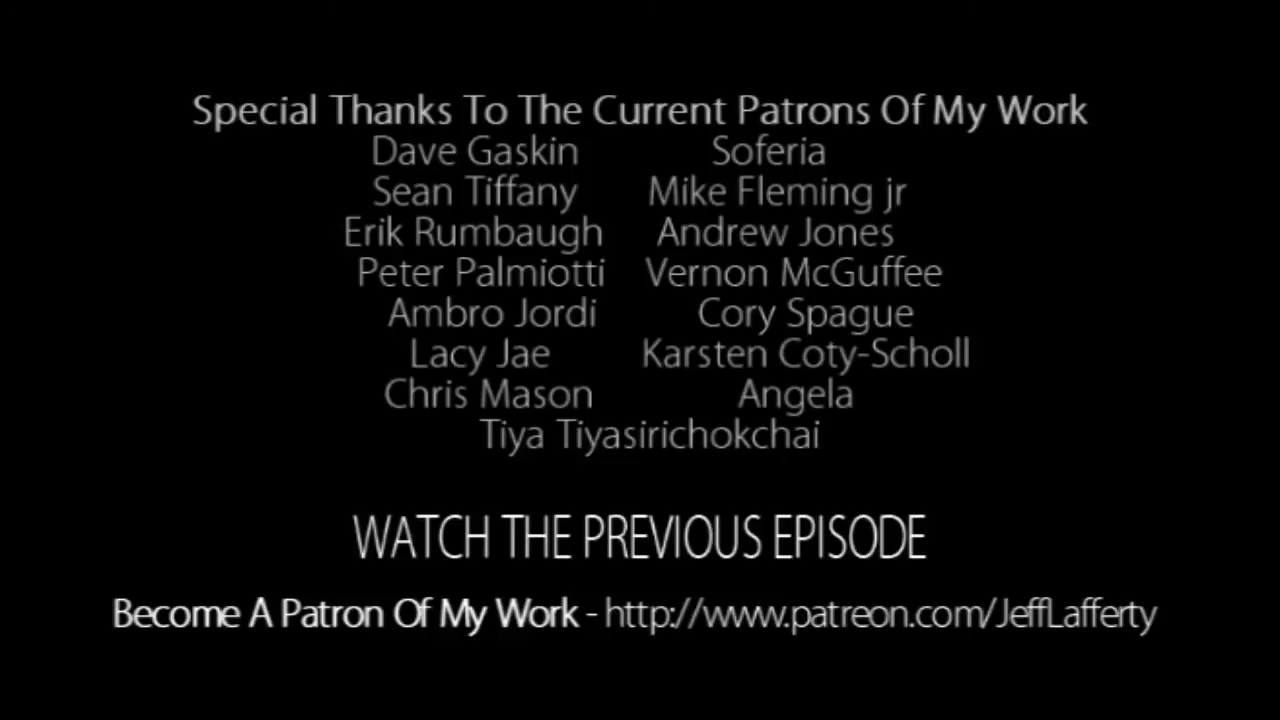 Special Thanks To The Current Patrons Of My Work
Dave Gaskin Soferia
Sean Tiffany Mike Fleming jr
Erik Rumbaugh Andrew Jones
Peter Palmiotti Vernon McGuffee
Ambro Jordi Cory Spague
Lacy Jae Karsten Coty-Scholl
Chris Mason Angela
Tiya Tiyasirichokchai
WATCH THE PREVIOUS EPISODE
Become A Patron Of My Work - http://www.patreon.com/JeffLafferty